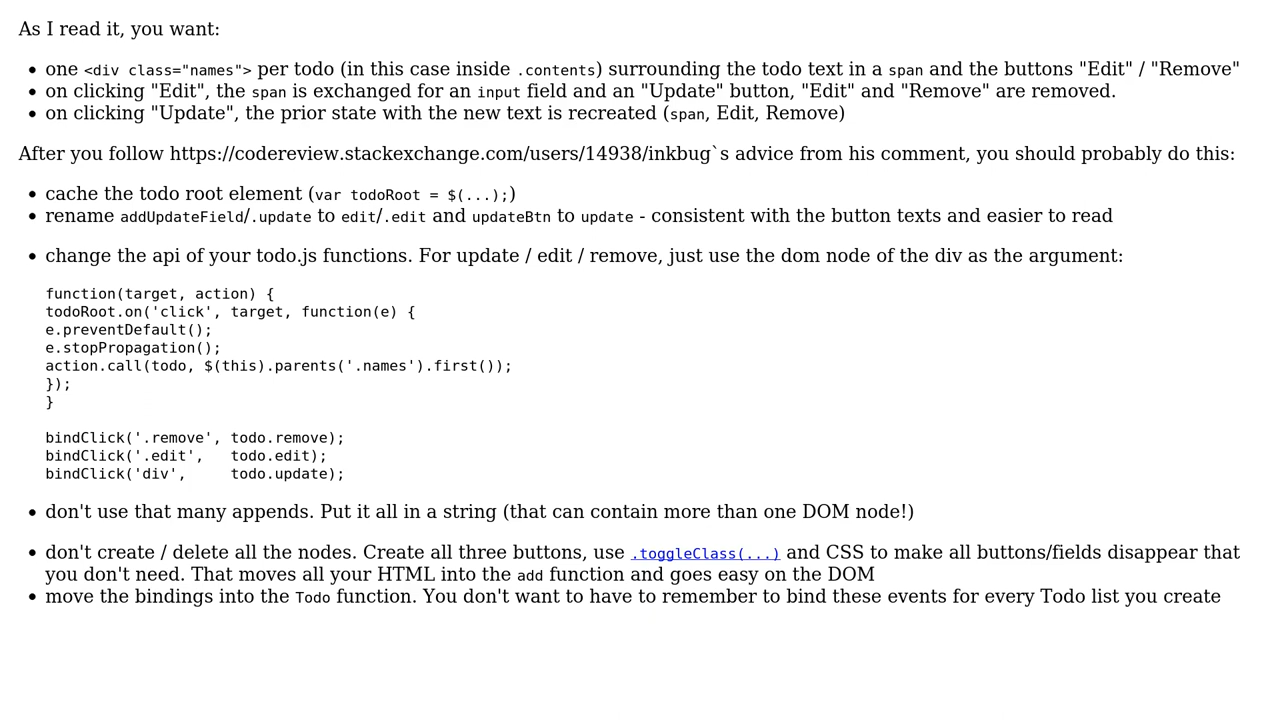 As I read it, you want:
one <div class="names"> per todo (in this case inside .contents) surrounding the todo text in a span and the buttons "Edit" / "Remove"
on clicking "Edit", the span is exchanged for an input field and an "Update" button, "Edit" and "Remove" are removed.
on clicking "Update", the prior state with the new text is recreated (span, Edit, Remove)
After you follow https://codereview.stackexchange.com/users/14938/inkbug`s advice from his comment, you should probably do this:
cache the todo root element (var todoRoot = $(...);)
rename addUpdateField/.update to edit/.edit and updateBtn to update - consistent with the button texts and easier to read
change the api of your todo.js functions. For update / edit / remove, just use the dom node of the div as the argument:
function(target, action) {
todoRoot.on('click', target, function(e) {
e.preventDefault();
e.stopPropagation();
action.call(todo, $(this).parents('.names').first());
});
}
bindClick('.remove', todo.remove);
bindClick('.edit',   todo.edit);
bindClick('div',     todo.update);
don't use that many appends. Put it all in a string (that can contain more than one DOM node!)
don't create / delete all the nodes. Create all three buttons, use .toggleClass(...) and CSS to make all buttons/fields disappear that
you don't need. That moves all your HTML into the add function and goes easy on the DOM
move the bindings into the Todo function. You don't want to have to remember to bind these events for every Todo list you create